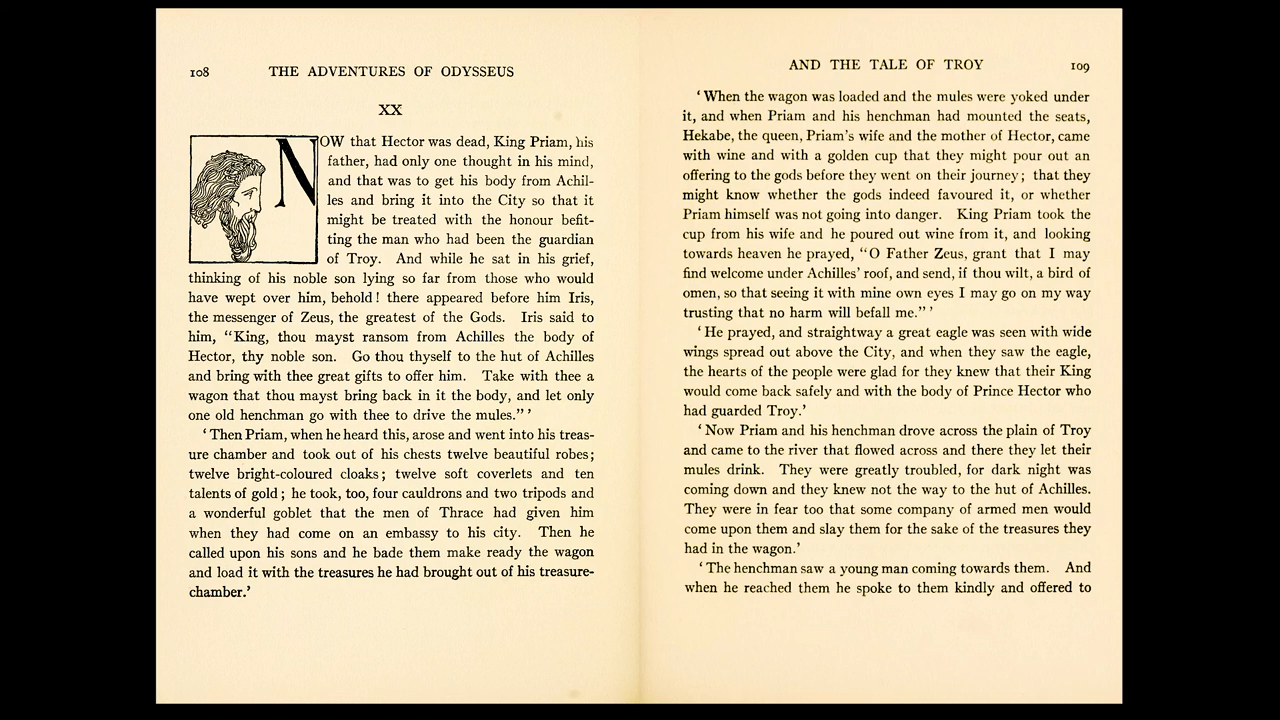 108 THE ADVENTURES OF ODYSSEUS
XX
NOW that Hector was dead, King Priam, his
father, had only one thought in his mind,
and that was to get his body from Achil-
les and bring it into the City so that it
might be treated with the honour befit-
ting the man who had been the guardian
of Troy. And while he sat in his grief,
thinking of his noble son lying so far from those who would
have wept over him, behold! there appeared before him Iris,
the messenger of Zeus, the greatest of the Gods. Iris said to
him, “King, thou mayst ransom from Achilles the body of
Hector, thy noble son. Go thou thyself to the hut of Achilles
and bring with thee great gifts to offer him. Take with thee a
wagon that thou mayst bring back in it the body, and let only
one old henchman go with thee to drive the mules.” ’
‘ Then Priam, when he heard this, arose and went into his treas-
ure chamber and took out of his chests twelve beautiful robes;
twelve bright-coloured cloaks; twelve soft coverlets and ten
talents of gold; he took, too, four cauldrons and two tripods and
a wonderful goblet that the men of Thrace had given him
when they had come on an embassy to his city. Then he
called upon his sons and he bade them make ready the wagon
and load it with the treasures he had brought out of his treasure-
chamber.’
AND THE TALE OF TROY 109
‘ When the wagon was loaded and the mules were yoked under
it, and when Priam and his henchman had mounted the seats,
Hekabe, the queen, Priam’s wife and the mother of Hector, came
with wine and with a golden cup that they might pour out an
offering to the gods before they went on their journey; that they
might know whether the gods indeed favoured it, or whether
Priam himself was not going into danger. King Priam took the
cup from his wife and he poured out wine from it, and looking
towards heaven he prayed, “O Father Zeus, grant that I may
find welcome under Achilles’ roof, and send, if thou wilt, a bird of
omen, so that seeing it with mine own eyes I may go on my way
trusting that no harm will befall me.” ’
‘ He prayed, and straightway a great eagle was seen with wide
wings spread out above the City, and when they saw the eagle,
the hearts of the people were glad for they knew that their King
would come back safely and with the body of Prince Hector who
had guarded Troy.’
‘ Now Priam and his henchman drove across the plain of Troy
and came to the river that flowed across and there they let their
mules drink. They were greatly troubled, for dark night was
coming down and they knew not the way to the hut of Achilles.
They were in fear too that some company of armed men would
come upon them and slay them for the sake of the treasures they
had in the wagon.’
‘ The henchman saw a young man coming towards them. And
when he reached them he spoke to them kindly and offered to